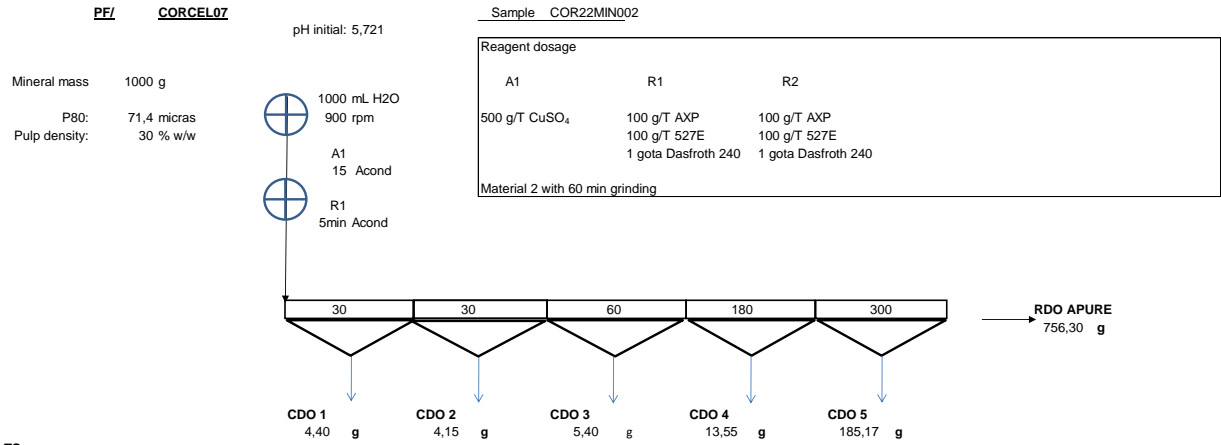 PF/ CORCEL07
Sample COR22MIN002
pH initial: 5,721
Reagent dosage
Mineral mass 1000 g
A1 R1 R2
1000 mL H2O
P80: 71,4 micras
900 rpm
500 g/T CuSO₄ 100 g/T AXP 100 g/T AXP
Pulp density: 30 % w/w
100 g/T 527E 100 g/T 527E
A1
1 gota Dasfroth 240 1 gota Dasfroth 240
15 Acond
Material 2 with 60 min grinding
R1
5min Acond
30 30 60 180 300
RDO APURE
756,30 g
CDO 1 CDO 2 CDO 3 CDO 4 CDO 5
4,40 g 4,15 g 5,40 g 13,55 g 185,17 g